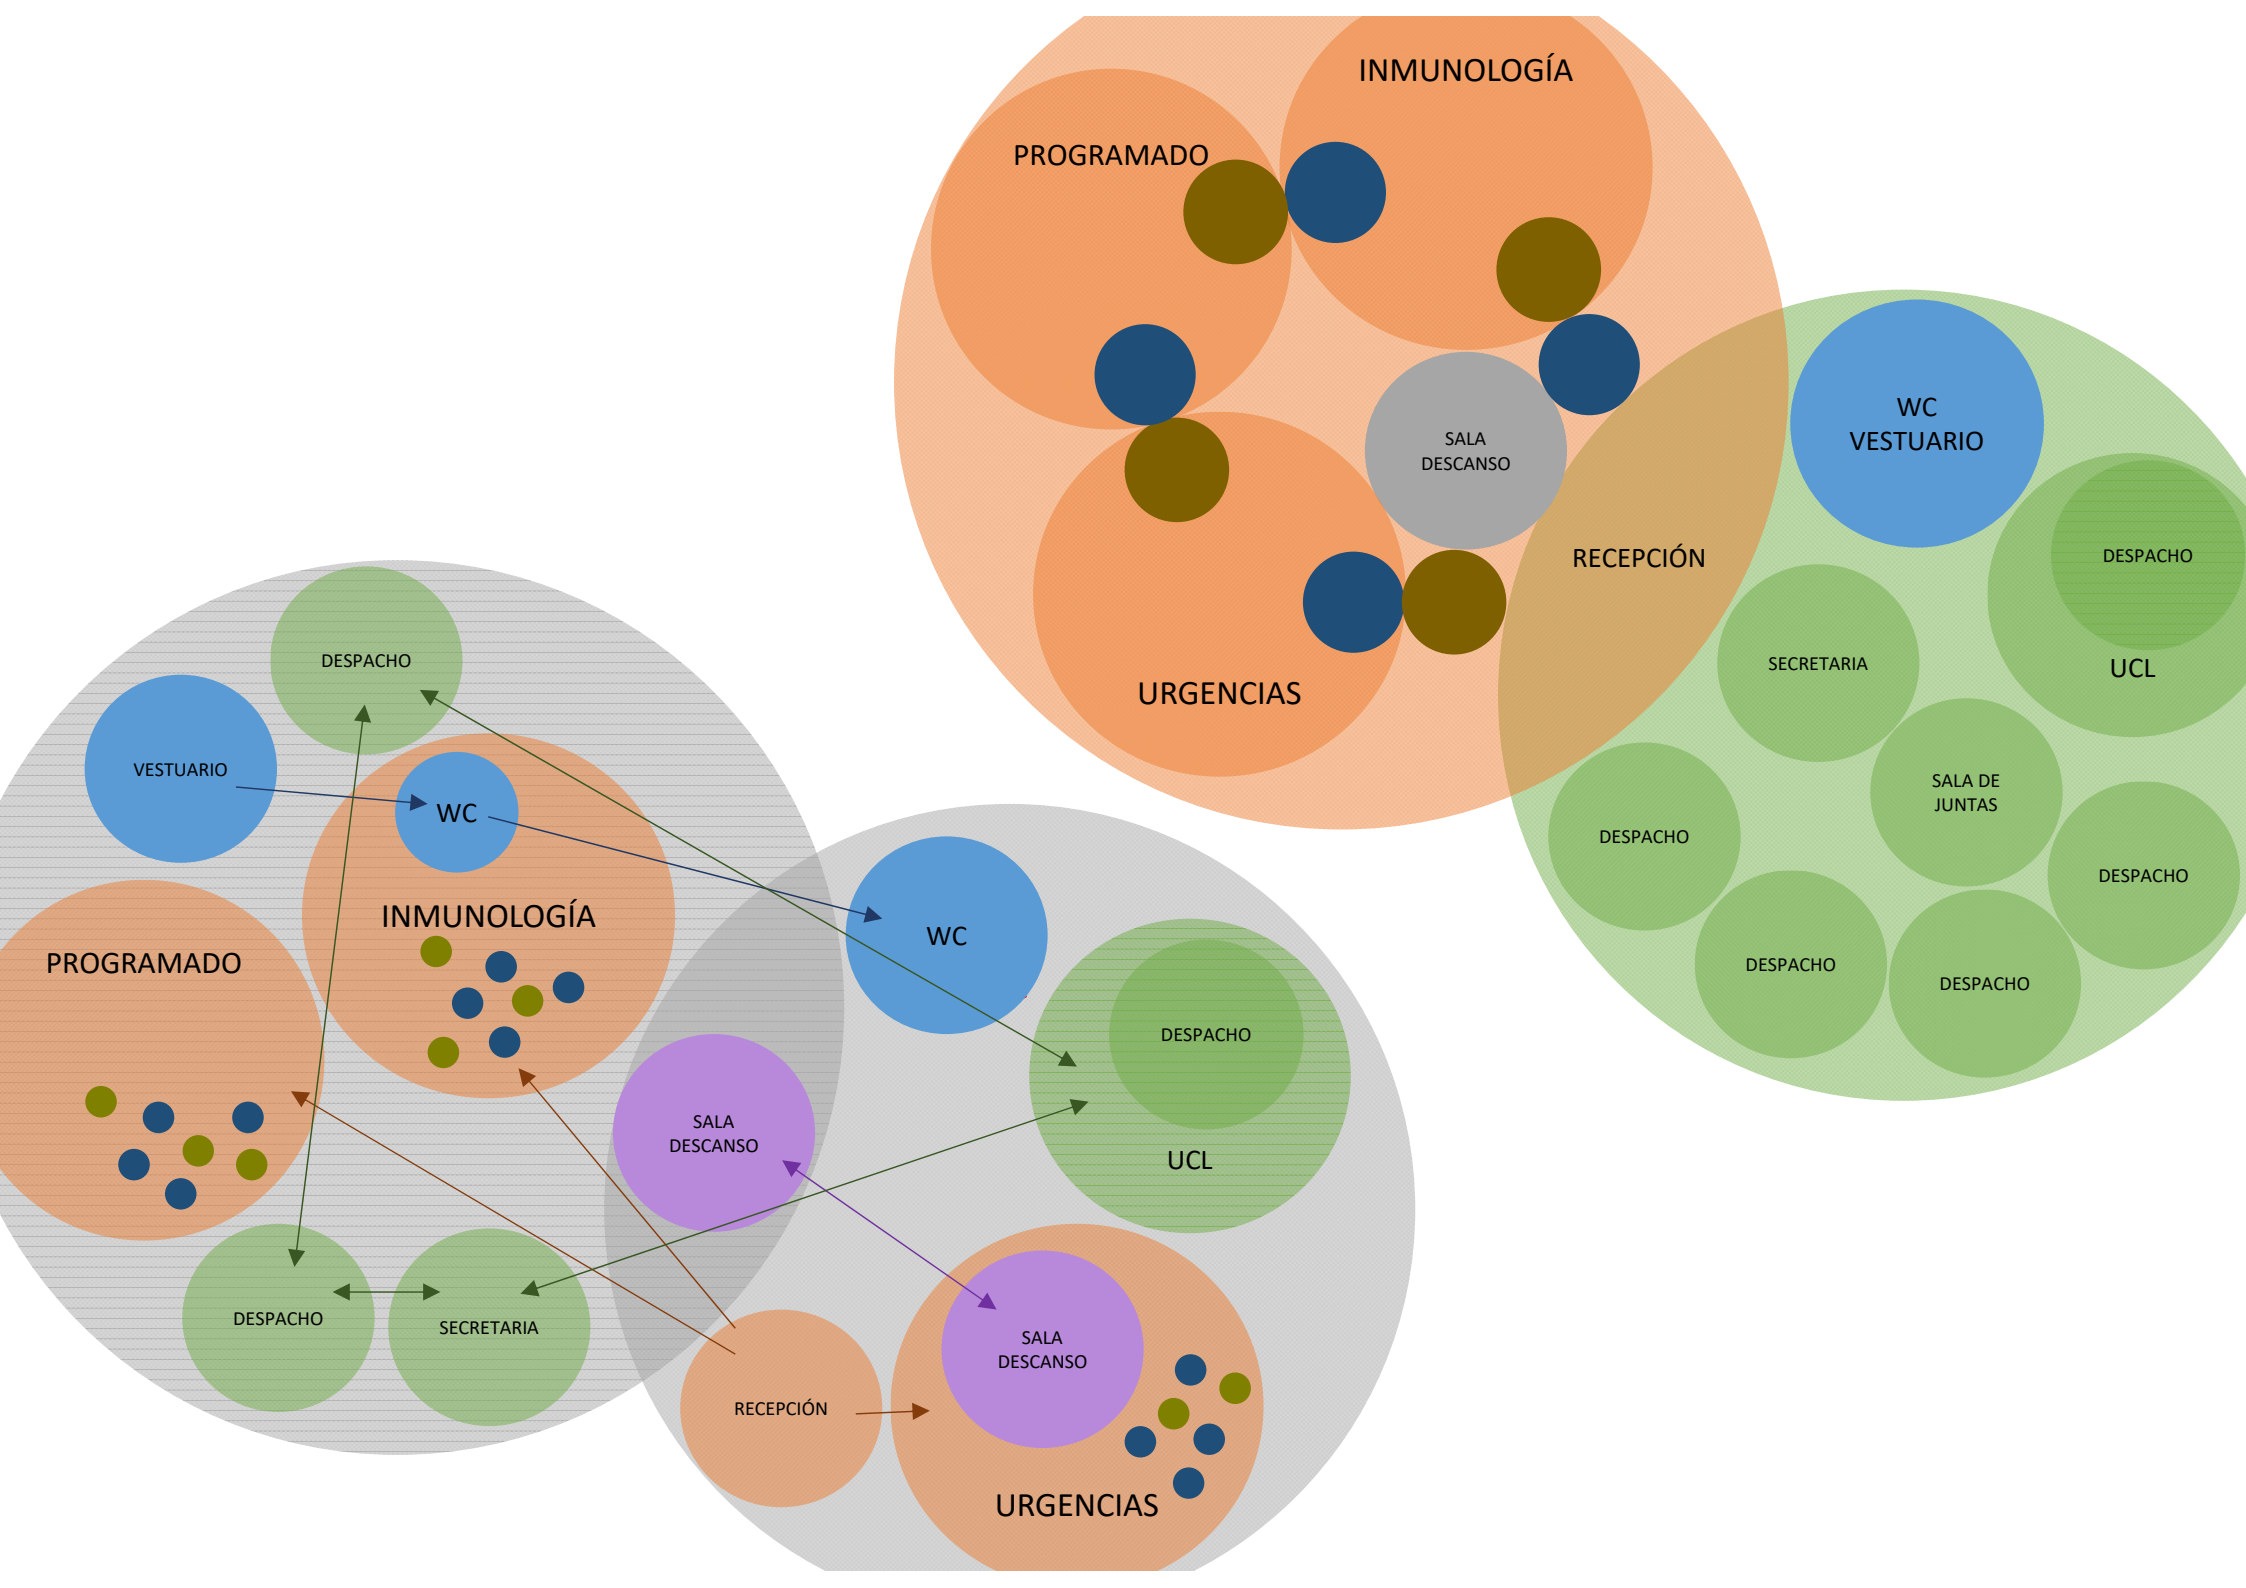 INMUNOLOGÍA
PROGRAMADO
SALA
DESCANSO
URGENCIAS
RECEPCIÓN
WC
VESTUARIO
DESPACHO
UCL
SECRETARIA
SALA DE
JUNTAS
DESPACHO
DESPACHO
DESPACHO
DESPACHO
DESPACHO
VESTUARIO
WC
INMUNOLOGÍA
PROGRAMADO
DESPACHO
SECRETARIA
SALA
DESCANSO
WC
DESPACHO
UCL
SALA
DESCANSO
RECEPCIÓN
URGENCIAS